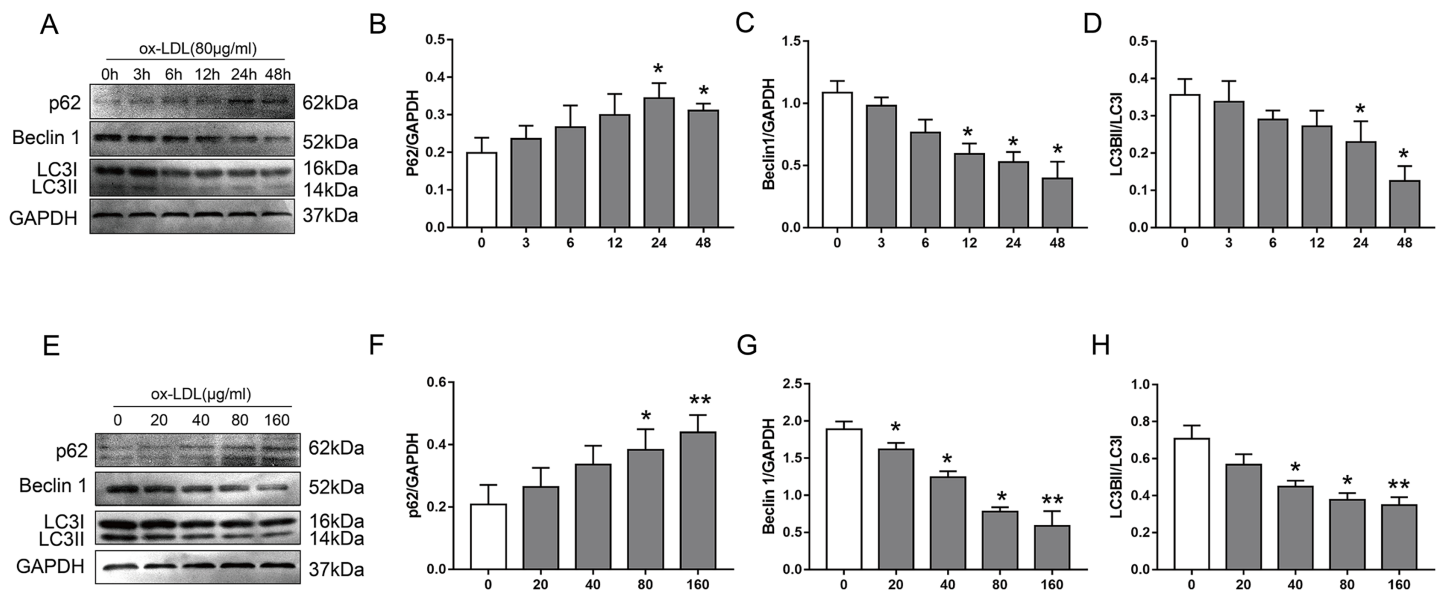 A
ox-LDL(80μg/ml)
0h 3h 6h 12h 24h 48h
p62 62kDa
Beclin 1 52kDa
LC3I 16kDa
LC3II 14kDa
GAPDH 37kDa
B
P62/GAPDH
0.5
0.4
0.3
0.2
0.1
0.0
* *
0 3 6 12 24 48
C
Beclin1/GAPDH
1.5
1.0
0.5
0.0
* * *
0 3 6 12 24 48
D
LC3BII/LC3I
0.5
0.4
0.3
0.2
0.1
0.0
* *
0 3 6 12 24 48
E
ox-LDL(μg/ml)
0 20 40 80 160
p62 62kDa
Beclin 1 52kDa
LC3I 16kDa
LC3II 14kDa
GAPDH 37kDa
F
p62/GAPDH
0.6
0.4
0.2
0.0
* **
0 20 40 80 160
G
Beclin 1/GAPDH
2.5
2.0
1.5
1.0
0.5
0.0
* * * **
0 20 40 80 160
H
LC3BII/LC3I
1.0
0.8
0.6
0.4
0.2
0.0
* * **
0 20 40 80 160